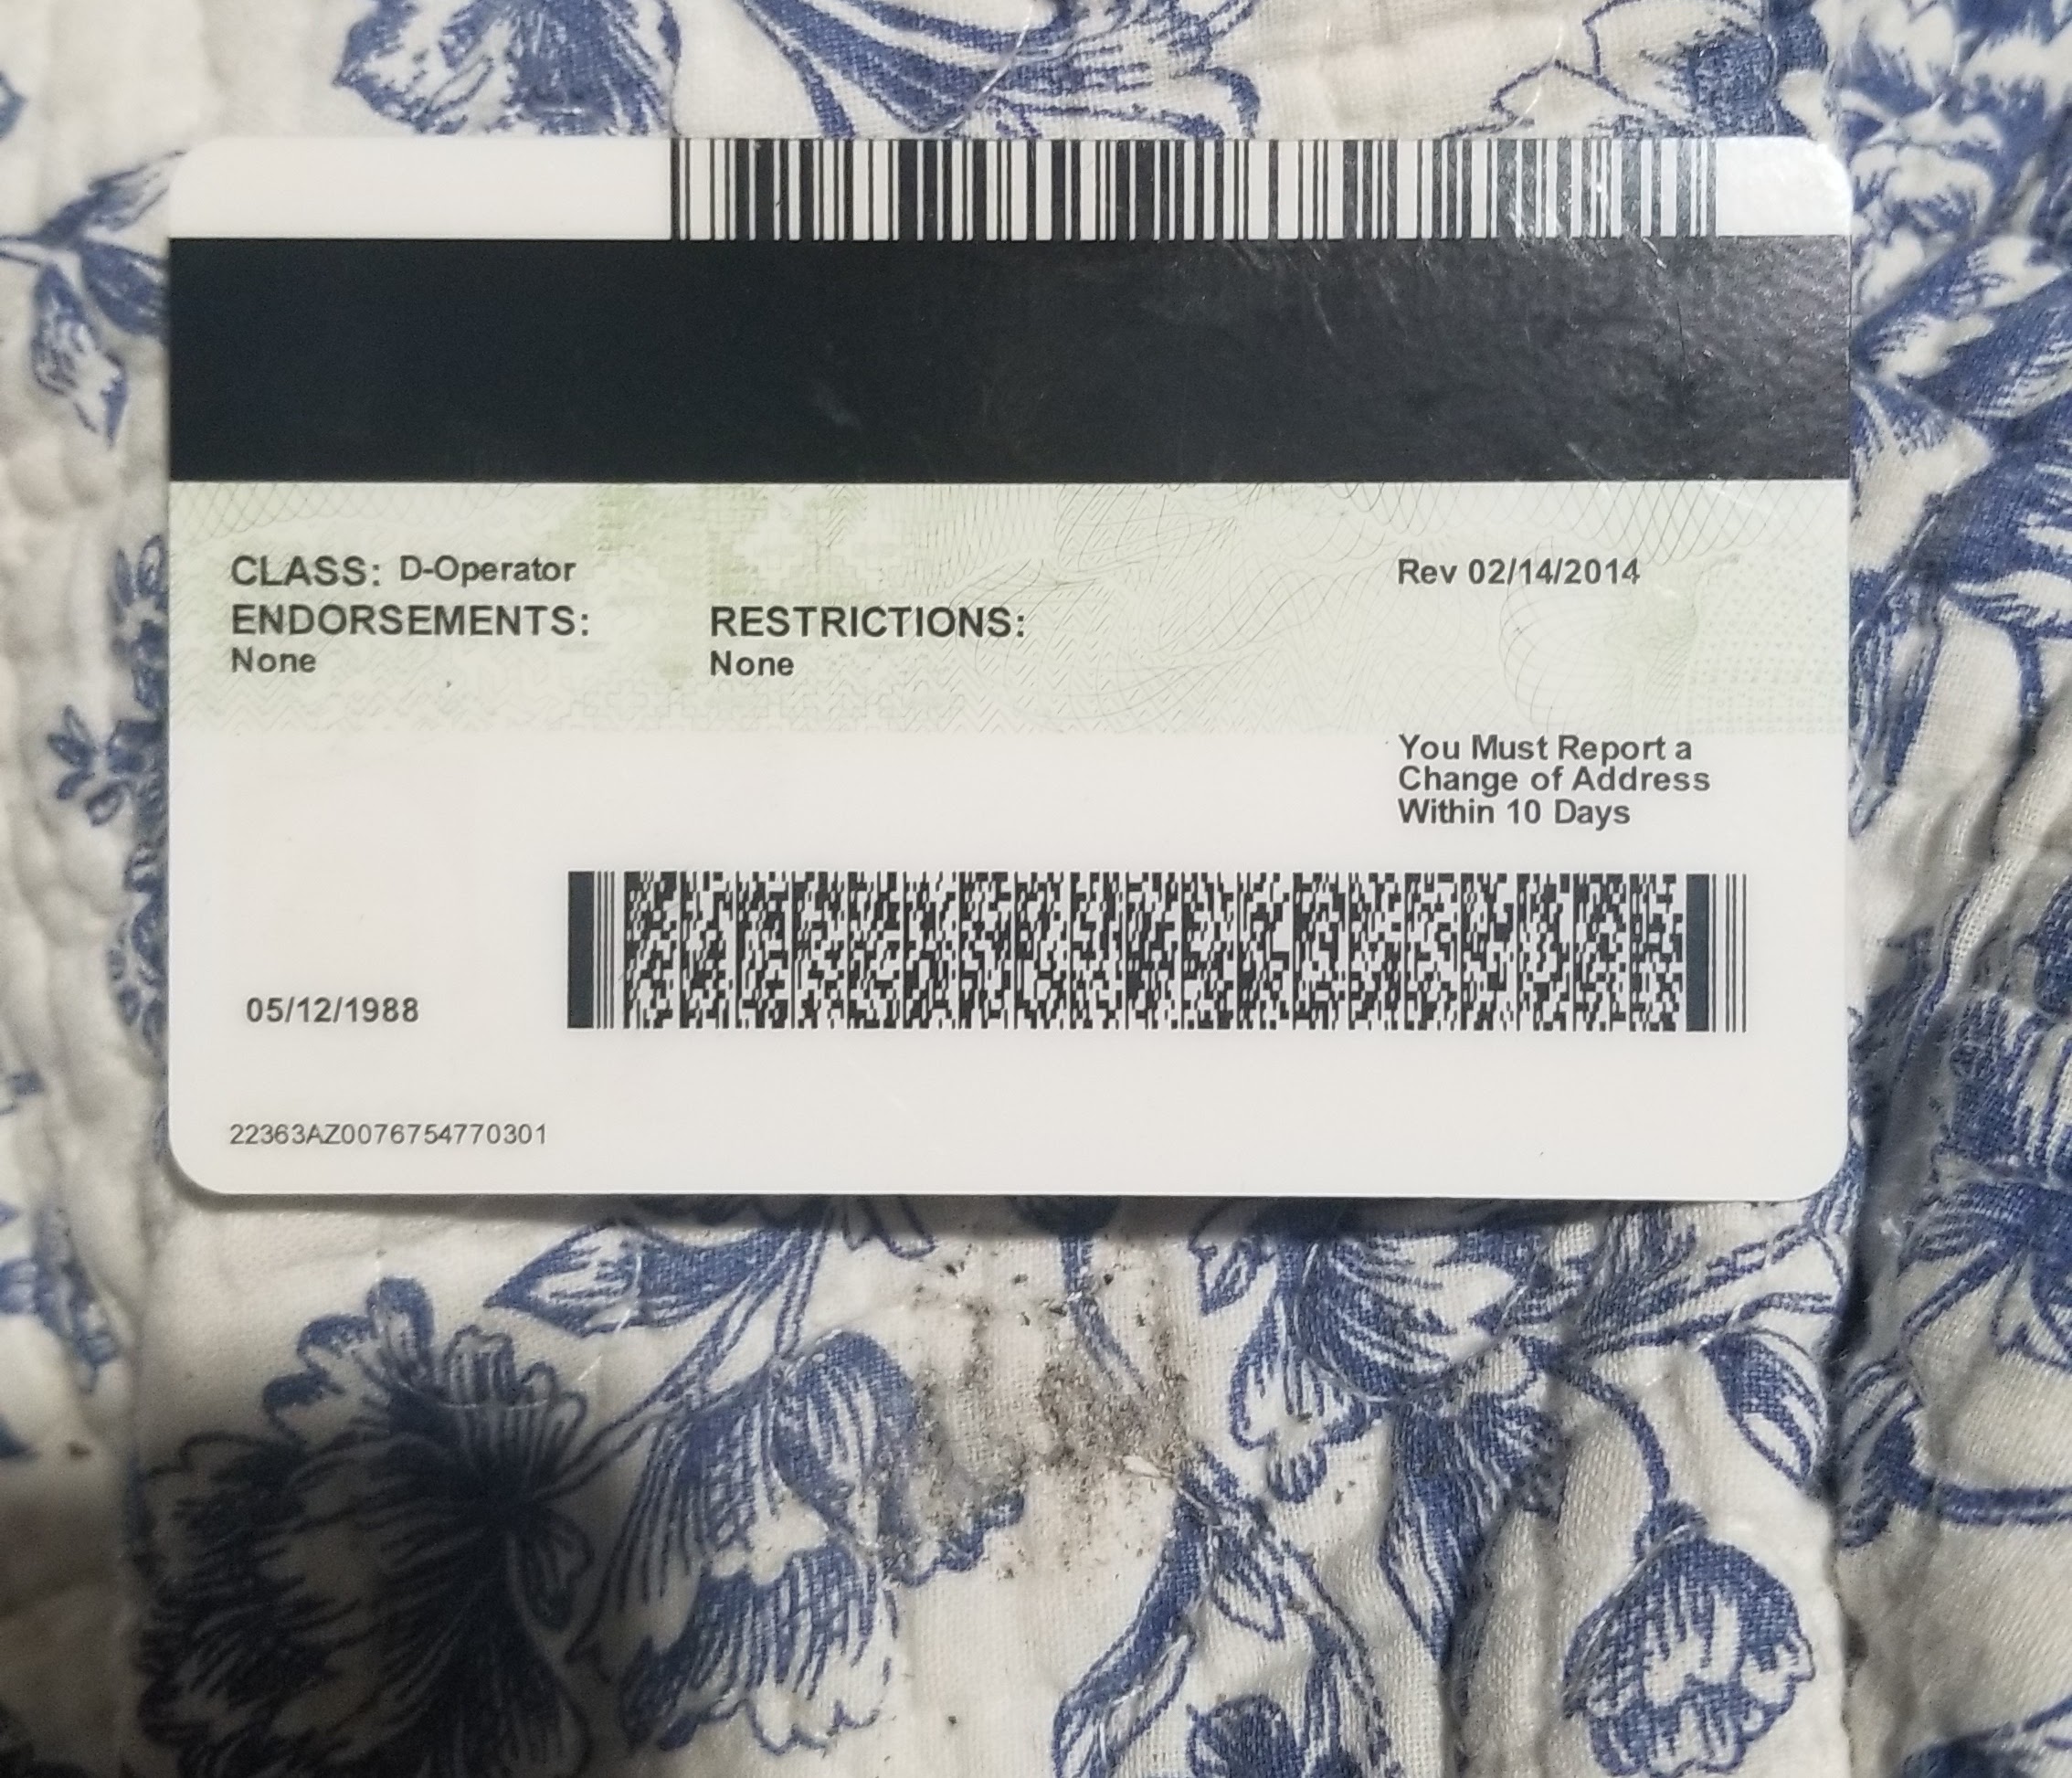 CLASS: D-Operator
Rev 02/14/2014
ENDORSEMENTS:
None
RESTRICTIONS:
None
You Must Report a
Change of Address
Within 10 Days
05/12/1988
22363AZ0076754770301